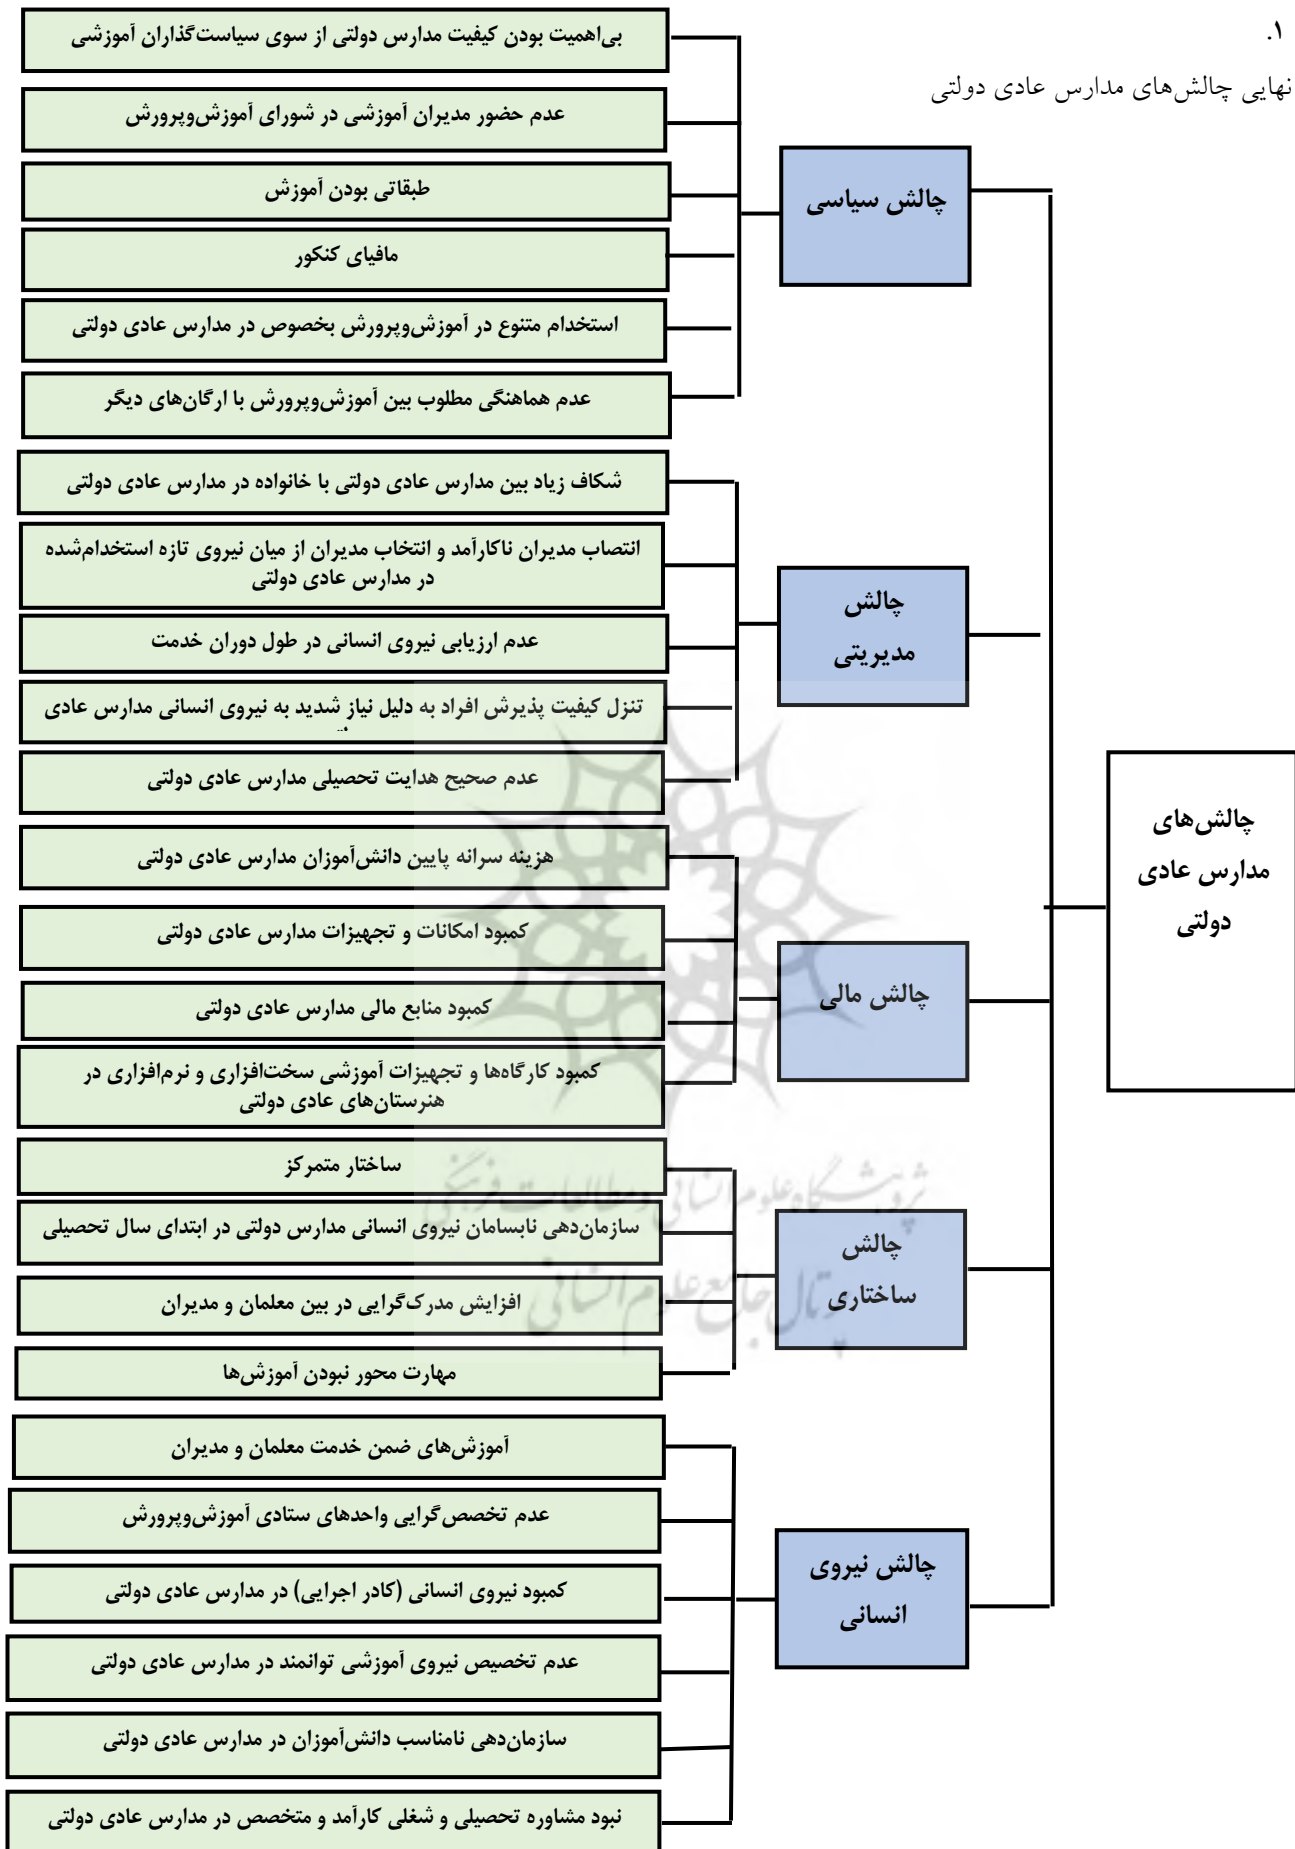 ۱.
نهایی چالش‌های مدارس عادی دولتی
چالش‌های
مدارس عادی
دولتی
چالش سیاسی
بی‌اهمیت بودن کیفیت مدارس دولتی از سوی سیاست‌گذاران آموزشی
عدم حضور مدیران آموزشی در شورای آموزش‌وپرورش
طبقاتی بودن آموزش
مافیای کنکور
استخدام متنوع در آموزش‌وپرورش بخصوص در مدارس عادی دولتی
عدم هماهنگی مطلوب بین آموزش‌وپرورش با ارگان‌های دیگر
چالش
مدیریتی
شکاف زیاد بین مدارس عادی دولتی با خانواده در مدارس عادی دولتی
انتصاب مدیران ناکارآمد و انتخاب مدیران از میان نیروی تازه استخدام‌شده
در مدارس عادی دولتی
عدم ارزیابی نیروی انسانی در طول دوران خدمت
تنزل کیفیت پذیرش افراد به دلیل نیاز شدید به نیروی انسانی مدارس عادی
عدم صحیح هدایت تحصیلی مدارس عادی دولتی
چالش مالی
هزینه سرانه پایین دانش‌آموزان مدارس عادی دولتی
کمبود امکانات و تجهیزات مدارس عادی دولتی
کمبود منابع مالی مدارس عادی دولتی
کمبود کارگاه‌ها و تجهیزات آموزشی سخت‌افزاری و نرم‌افزاری در
هنرستان‌های عادی دولتی
چالش
ساختاری
ساختار متمرکز
سازمان‌دهی نابسامان نیروی انسانی مدارس دولتی در ابتدای سال تحصیلی
افزایش مدرک‌گرایی در بین معلمان و مدیران
مهارت محور نبودن آموزش‌ها
چالش نیروی
انسانی
آموزش‌های ضمن خدمت معلمان و مدیران
عدم تخصص‌گرایی واحدهای ستادی آموزش‌وپرورش
کمبود نیروی انسانی (کادر اجرایی) در مدارس عادی دولتی
عدم تخصیص نیروی آموزشی توانمند در مدارس عادی دولتی
سازمان‌دهی نامناسب دانش‌آموزان در مدارس عادی دولتی
نبود مشاوره تحصیلی و شغلی کارآمد و متخصص در مدارس عادی دولتی
پژوهشگاه علوم انسانی و مطالعات فرهنگی
پرتال جامع علوم انسانی